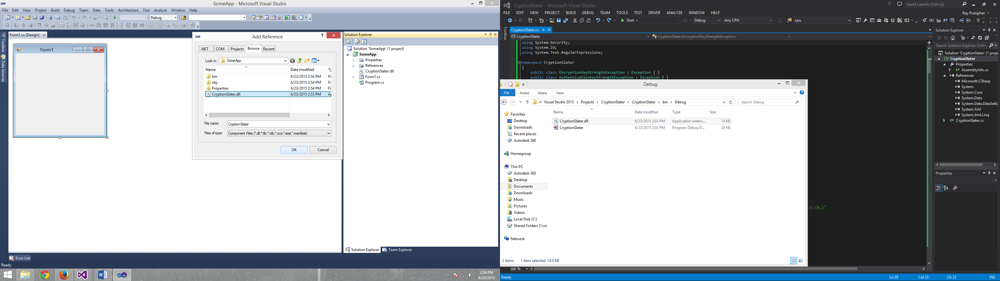 SomeApp - Microsoft Visual Studio
File Edit View Project Build Debug Team Data Tools Architecture Test Analyze Window Help
Debug
Form1.cs [Design]
Toolbox
Data Sources
Form1
Add Reference
.NET COM Projects Browse Recent
Look in: SomeApp
Name Date modified Ty
bin 6/23/2015 2:54 PM Fi
obj 6/23/2015 2:54 PM Fi
Properties 6/23/2015 2:54 PM Fi
CryptionSlater.dll 6/23/2015 2:55 PM A
File name: CryptionSlater
Files of type: Component Files (*.dll;*.tlb;*.olb;*.ocx;*.exe;*.manifest)
OK Cancel
Solution Explorer
Solution 'SomeApp' (1 project)
SomeApp
Properties
References
CryptionSlater.dll
Form1.cs
Program.cs
Solution Explorer Team Explorer
Error List
Ready
2:56 PM
6/23/2015
CryptionSlater - Microsoft Visual Studio
Quick Launch (Ctrl+Q)
FILE EDIT VIEW PROJECT BUILD DEBUG TEAM TOOLS TEST DRIVER ANALYZE WINDOW HELP
Ray Pulsipher
Start Debug Any CPU cpu
Toolbox
CryptionSlater.cs
CryptionSlater CryptionSlater.EncryptionKeyStrengthException
using System.Security;
using System.IO;
using System.Text.RegularExpressions;
namespace CryptionSlater
{
public class EncryptionKeyStrengthException : Exception { }
public class AuthenticationKeyStrengthException : Exception { }
)).{8,}".
100 %
Debug
File Home Share View
« Visual Studio 2013 Projects CryptionSlater CryptionSlater bin Debug
Search Debug
Favorites
Desktop
Downloads
Recent places
Autodesk 360
Homegroup
This PC
Autodesk 360
Desktop
Documents
Downloads
Music
Pictures
Videos
Local Disk (C:)
Shared Folders (\\vn
Network
Name Date modified Type Size
CryptionSlater.dll 6/23/2015 2:03 PM Application extens... 14 KB
CryptionSlater 6/23/2015 2:03 PM Program Debug D... 28 KB
2 items 1 item selected 14.0 KB
Solution Explorer
Search Solution Explorer (Ctrl+;
Solution 'CryptionSlater' (1 proje
CryptionSlater
Properties
AssemblyInfo.cs
References
Microsoft.CSharp
System
System.Core
System.Data
System.Data.DataSetE
System.Xml
System.Xml.Linq
CryptionSlater.cs
Properties
Ready Ln 28 Col 23 Ch 23 INS